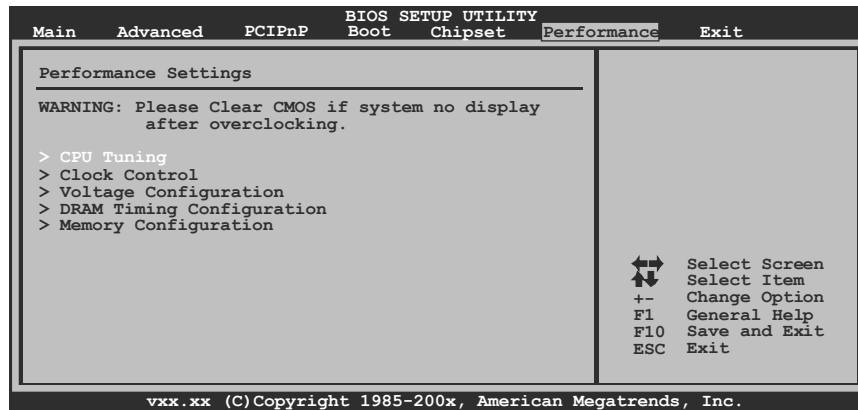 BIOS SETUP UTILITY
Main Advanced PCIPnP Boot Chipset Performance Exit
Performance Settings
WARNING: Please Clear CMOS if system no display
after overclocking.
> CPU Tuning
> Clock Control
> Voltage Configuration
> DRAM Timing Configuration
> Memory Configuration
Select Screen
Select Item
+- Change Option
F1 General Help
F10 Save and Exit
ESC Exit
vxx.xx (C)Copyright 1985-200x, American Megatrends, Inc.